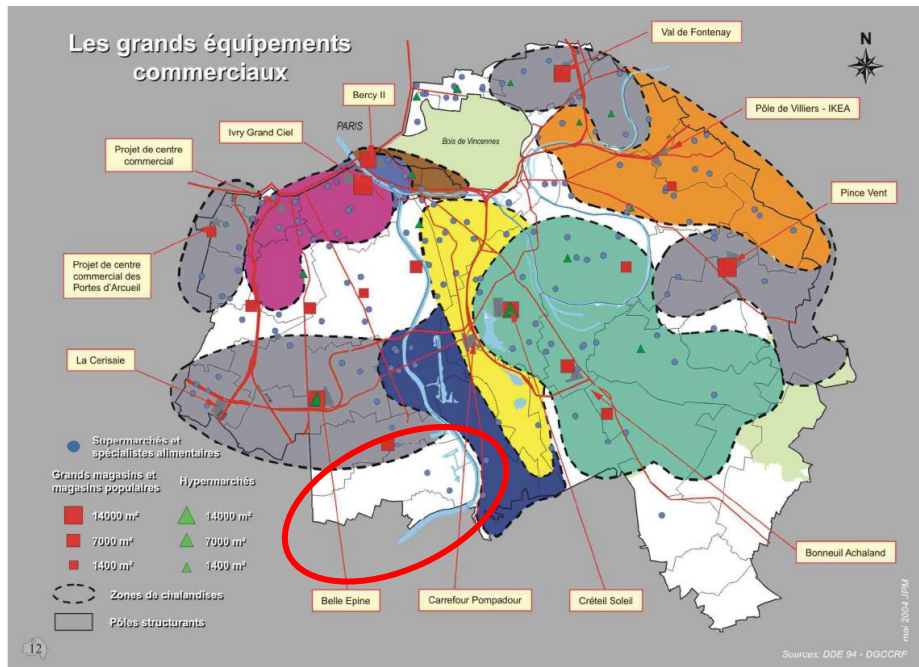 Les grands équipements
commerciaux
N
Val de Fontenay
Bercy II
Pôle de Villiers - IKEA
Ivry Grand Ciel
PARIS
Bois de Vincennes
Projet de centre
commercial
Pince Vent
Projet de centre
commercial des
Portes d'Arcueil
La Cerisaie
Supermarchés et
spécialistes alimentaires
Grands magasins et
magasins populaires
Hypermarchés
14000 m²
14000 m²
7000 m²
7000 m²
1400 m²
1400 m²
Bonneuil Achaland
Zones de chalandises
Belle Epine
Carrefour Pompadour
Créteil Soleil
Pôles structurants
mai 2004 JPM
12
Sources: DDE 94 - DGCCRF